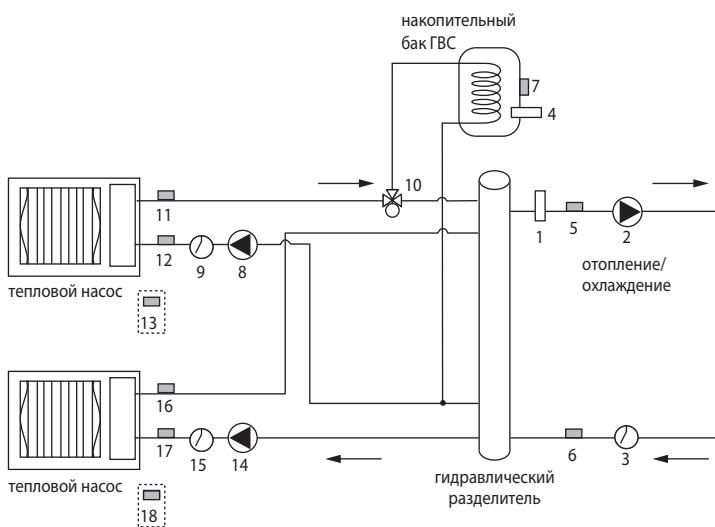 накопительный
бак ГВС
7
4
10
11
1
5
2
12
9
8
отопление/
охлаждение
тепловой насос
13
16
17
15
14
6
3
гидравлический
разделитель
тепловой насос
18